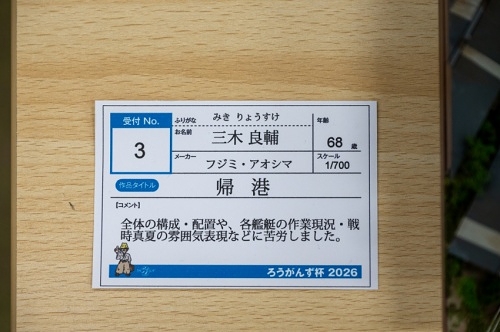 受付 No.
3
ふりがな みき りょうすけ
お名前 三木 良輔
年齢
68 歳
メーカー フジミ・アオシマ
スケール
1/700
作品タイトル 帰 港
【コメント】
全体の構成・配置や、各艦艇の作業現況・戦
時真夏の雰囲気表現などに苦労しました。
ろうがんず杯 2026